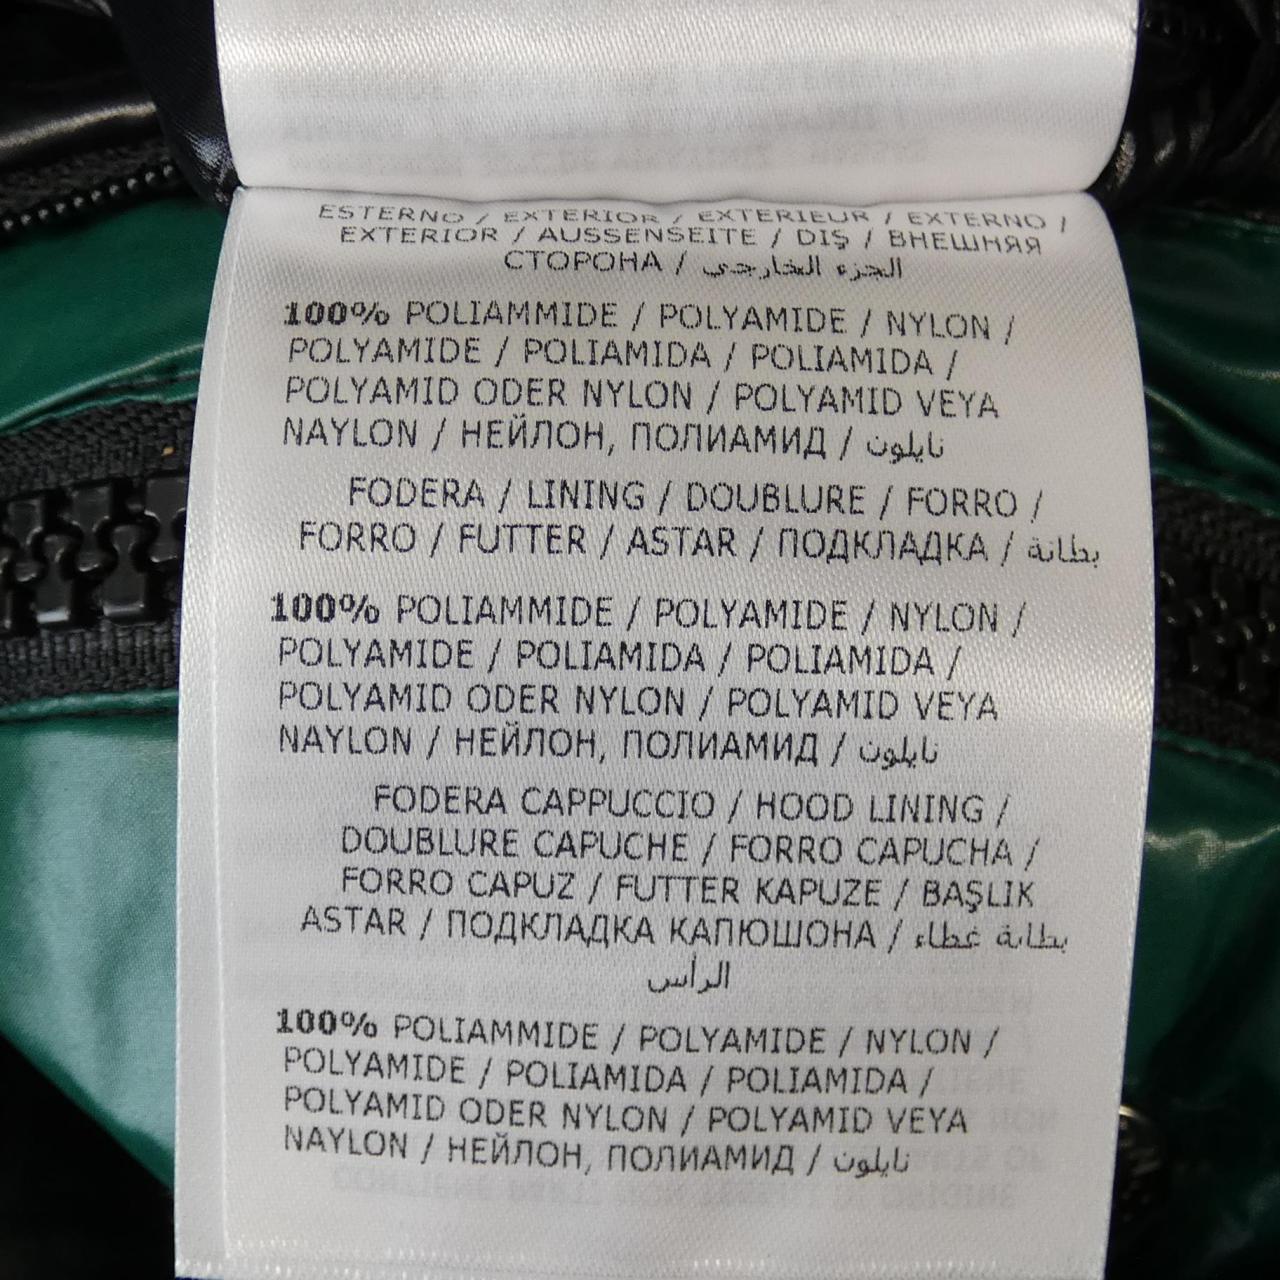 ESTERNO / EXTERIOR / EXTERIEUR / EXTERNO /
EXTERIOR / AUSSENSEITE / DIŞ / ВНЕШНЯЯ
СТОРОНА / الجزء الخارجي
100% POLIAMMIDE / POLYAMIDE / NYLON /
POLYAMIDE / POLIAMIDA / POLIAMIDA /
POLYAMID ODER NYLON / POLYAMID VEYA
NAYLON / НЕЙЛОН, ПОЛИАМИД / نايلون
FODERA / LINING / DOUBLURE / FORRO /
FORRO / FUTTER / ASTAR / ПОДКЛАДКА / بطانة
100% POLIAMMIDE / POLYAMIDE / NYLON /
POLYAMIDE / POLIAMIDA / POLIAMIDA /
POLYAMID ODER NYLON / POLYAMID VEYA
NAYLON / НЕЙЛОН, ПОЛИАМИД / نايلون
FODERA CAPPUCCIO / HOOD LINING /
DOUBLURE CAPUCHE / FORRO CAPUCHA /
FORRO CAPUZ / FUTTER KAPUZE / BAŞLIK
ASTAR / ПОДКЛАДКА КАПЮШОНА / بطانة غطاء
الرأس
100% POLIAMMIDE / POLYAMIDE / NYLON /
POLYAMIDE / POLIAMIDA / POLIAMIDA /
POLYAMID ODER NYLON / POLYAMID VEYA
NAYLON / НЕЙЛОН, ПОЛИАМИД / نايلون